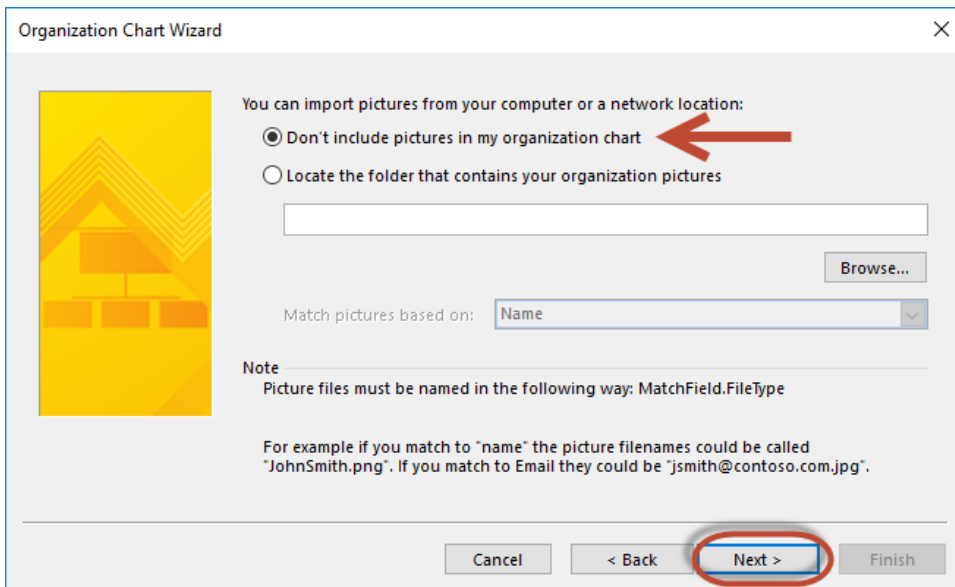 Organization Chart Wizard
You can import pictures from your computer or a network location:
Don't include pictures in my organization chart
Locate the folder that contains your organization pictures
Browse...
Match pictures based on: Name
Note
Picture files must be named in the following way: MatchField.FileType
For example if you match to "name" the picture filenames could be called
"JohnSmith.png". If you match to Email they could be "jsmith@contoso.com.jpg".
Cancel < Back Next > Finish